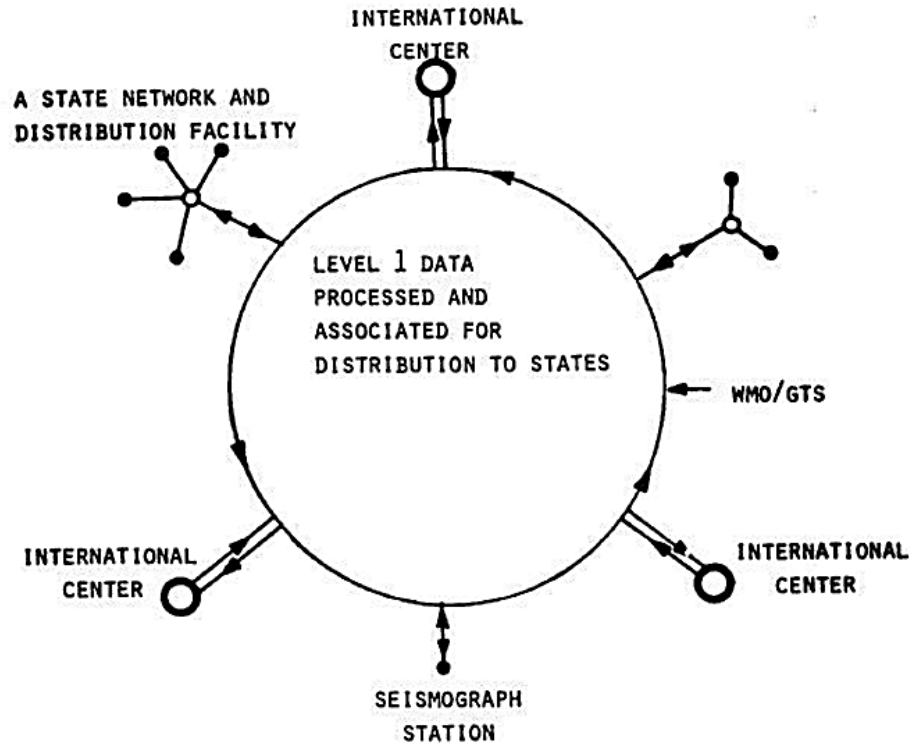 INTERNATIONAL
CENTER
A STATE NETWORK AND
DISTRIBUTION FACILITY
LEVEL 1 DATA
PROCESSED AND
ASSOCIATED FOR
DISTRIBUTION TO STATES
WMO/GTS
INTERNATIONAL
CENTER
INTERNATIONAL
CENTER
SEISMOGRAPH
STATION